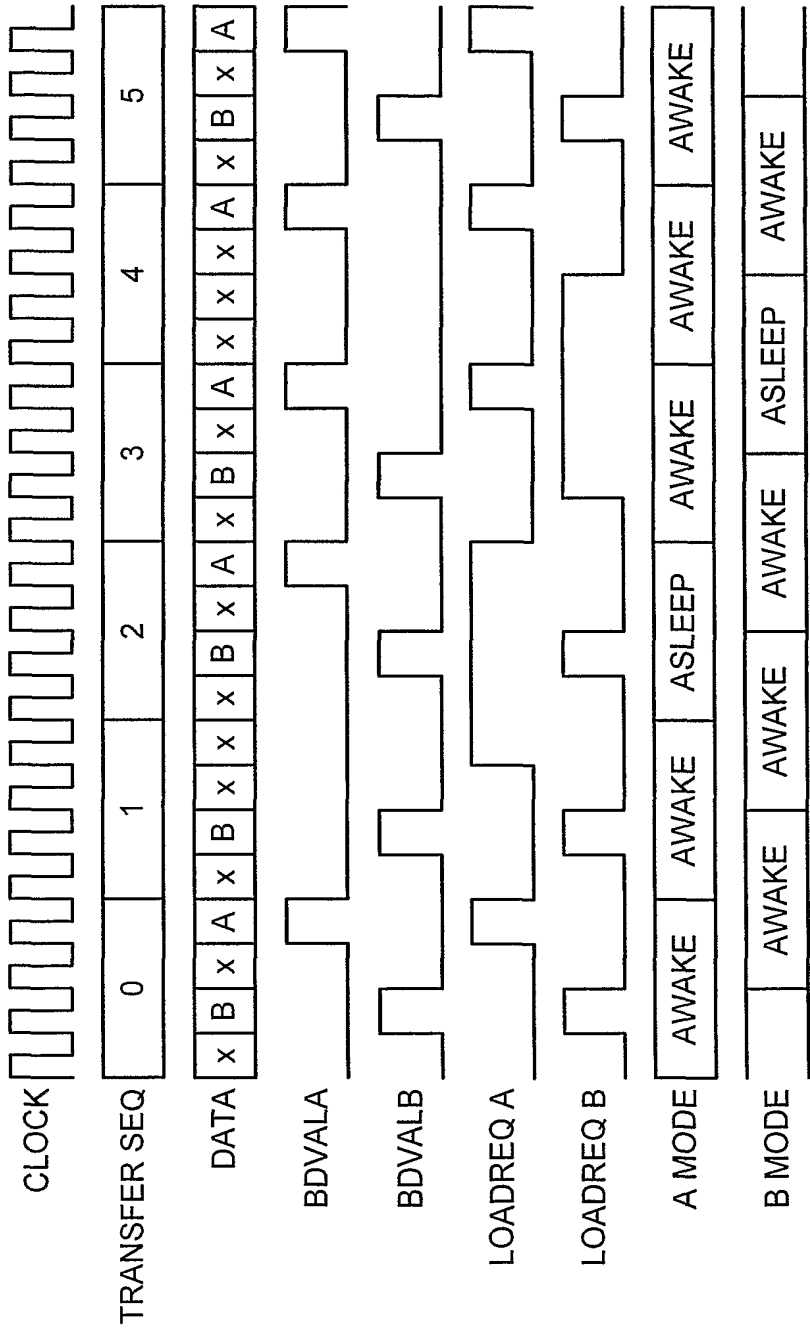 CLOCK
TRANSFER SEQ 0 1 2 3 4 5
DATA x B x A x B x x x B x A x B x A x x x A x B x A
BDVALA
BDVALB
LOADREQ A
LOADREQ B
A MODE AWAKE AWAKE ASLEEP AWAKE AWAKE AWAKE
B MODE AWAKE AWAKE AWAKE ASLEEP AWAKE